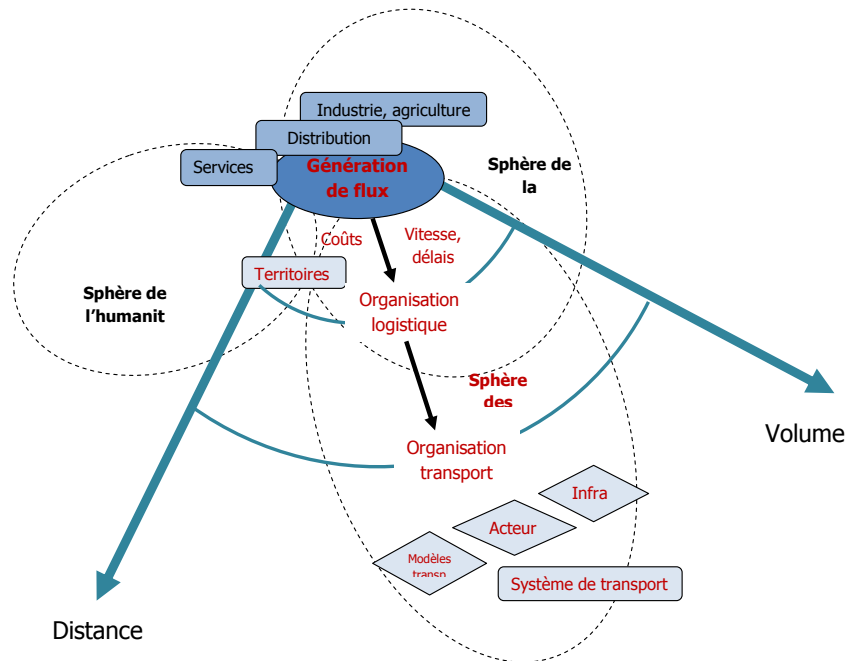 Industrie, agriculture
Distribution
Services
Génération
de flux
Sphère de
la
Coûts
Vitesse,
délais
Territoires
Sphère de
l'humanit
Organisation
logistique
Sphère
des
Organisation
transport
Volume
Infra
Acteur
Modèles
transp
Système de transport
Distance